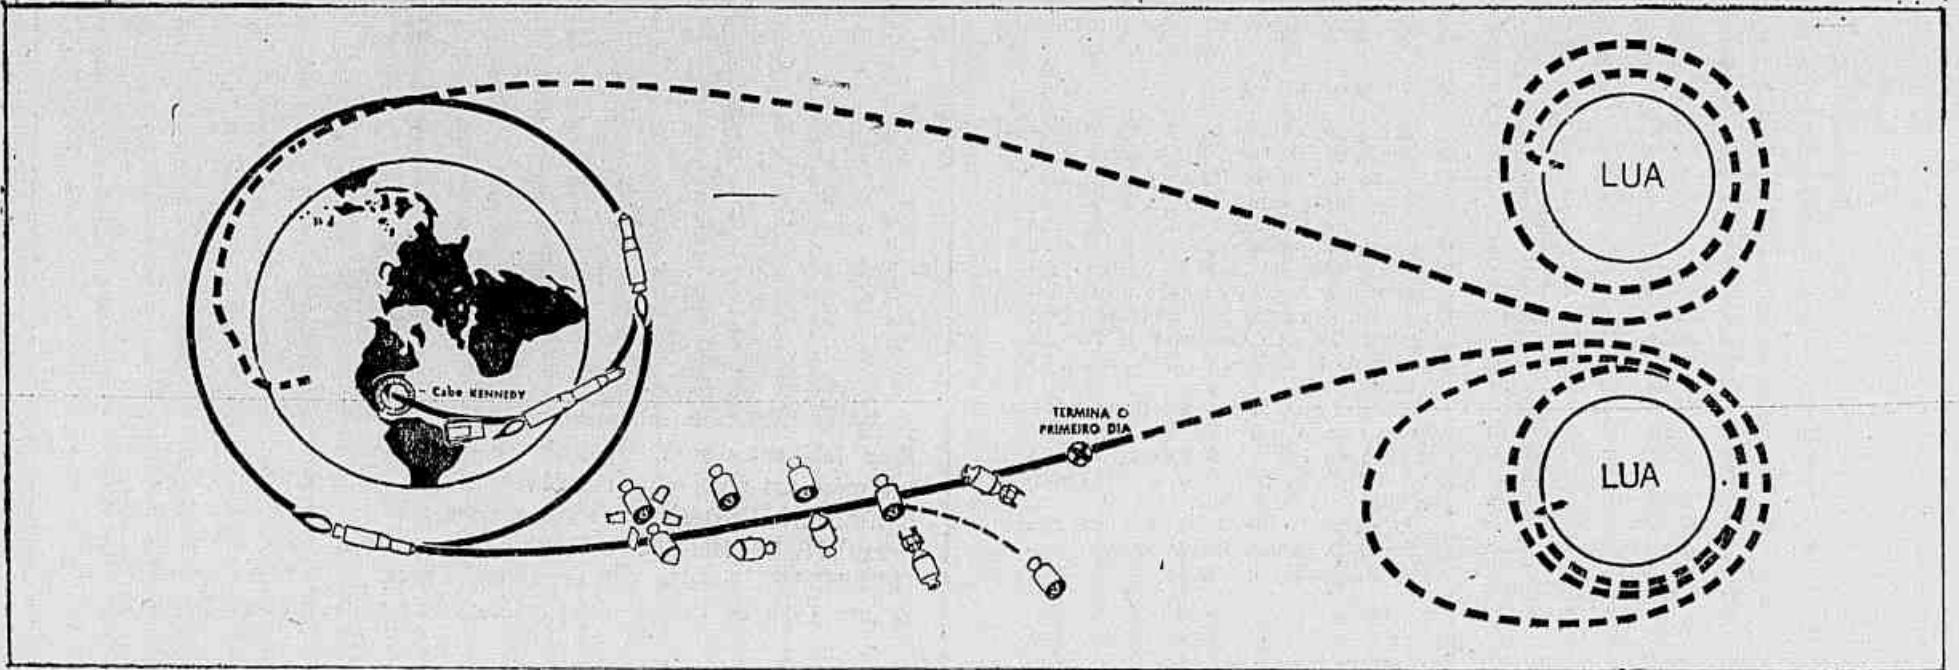 LUA
Cabo KENNEDY
TERMINA O
PRIMEIRO DIA
LUA